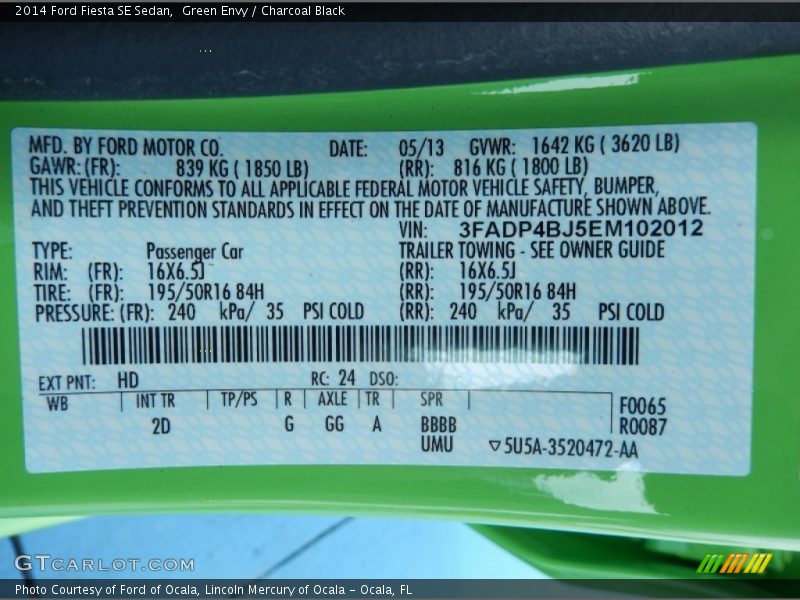 2014 Ford Fiesta SE Sedan,  Green Envy / Charcoal Black
MFD. BY FORD MOTOR CO. DATE: 05/13 GVWR: 1642 KG ( 3620 LB)
GAWR: (FR): 839 KG ( 1850 LB) (RR): 816 KG ( 1800 LB)
THIS VEHICLE CONFORMS TO ALL APPLICABLE FEDERAL MOTOR VEHICLE SAFETY, BUMPER,
AND THEFT PREVENTION STANDARDS IN EFFECT ON THE DATE OF MANUFACTURE SHOWN ABOVE.
VIN: 3FADP4BJ5EM102012
TYPE: Passenger Car TRAILER TOWING - SEE OWNER GUIDE
RIM: (FR): 16X6.5J (RR): 16X6.5J
TIRE: (FR): 195/50R16 84H (RR): 195/50R16 84H
PRESSURE: (FR): 240 kPa/ 35 PSI COLD (RR): 240 kPa/ 35 PSI COLD
EXT PNT: HD RC: 24 DSO:
WB INT TR TP/PS R AXLE TR SPR F0065
2D G GG A BBBB R0087
UMU ▽5U5A-3520472-AA
GTCARLOT.COM
Photo Courtesy of Ford of Ocala, Lincoln Mercury of Ocala - Ocala, FL